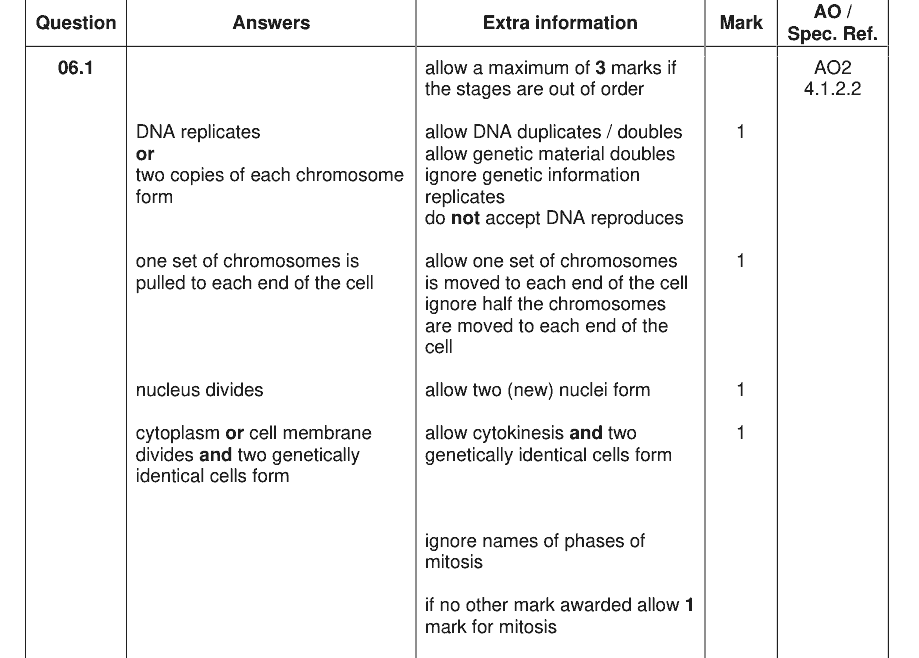 Question Answers Extra information Mark AO / Spec. Ref.
06.1 allow a maximum of 3 marks if the stages are out of order AO2 4.1.2.2
DNA replicates
or
two copies of each chromosome
form
allow DNA duplicates / doubles
allow genetic material doubles
ignore genetic information
replicates
do not accept DNA reproduces
1
one set of chromosomes is
pulled to each end of the cell
allow one set of chromosomes
is moved to each end of the cell
ignore half the chromosomes
are moved to each end of the
cell
1
nucleus divides
allow two (new) nuclei form
1
cytoplasm or cell membrane
divides and two genetically
identical cells form
allow cytokinesis and two
genetically identical cells form
1
ignore names of phases of
mitosis
if no other mark awarded allow 1
mark for mitosis